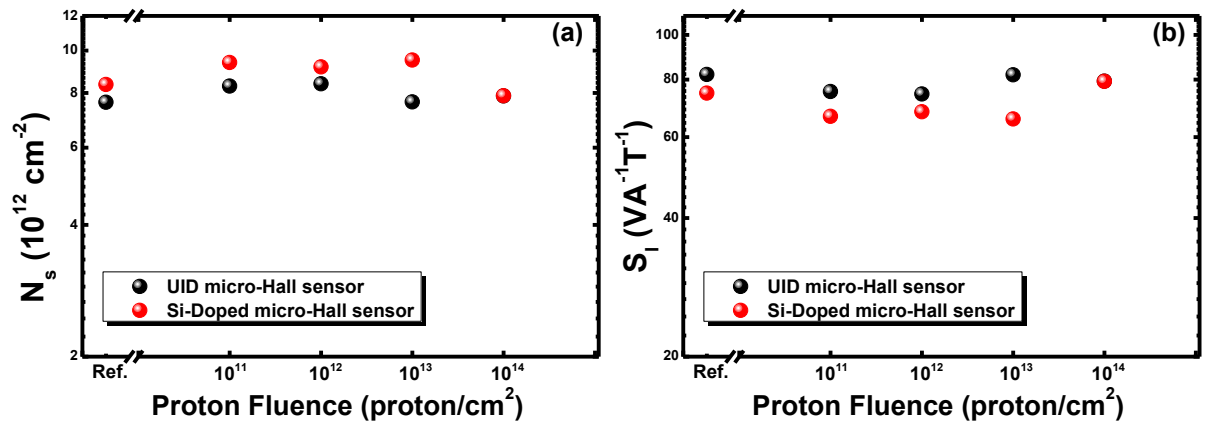 (a)
12
10
8
6
4
2
N_s (10^12 cm^-2)
UID micro-Hall sensor
Si-Doped micro-Hall sensor
Ref. 10^11 10^12 10^13 10^14
Proton Fluence (proton/cm^2)
(b)
100
80
60
40
20
S_I (VA^-1T^-1)
UID micro-Hall sensor
Si-Doped micro-Hall sensor
Ref. 10^11 10^12 10^13 10^14
Proton Fluence (proton/cm^2)